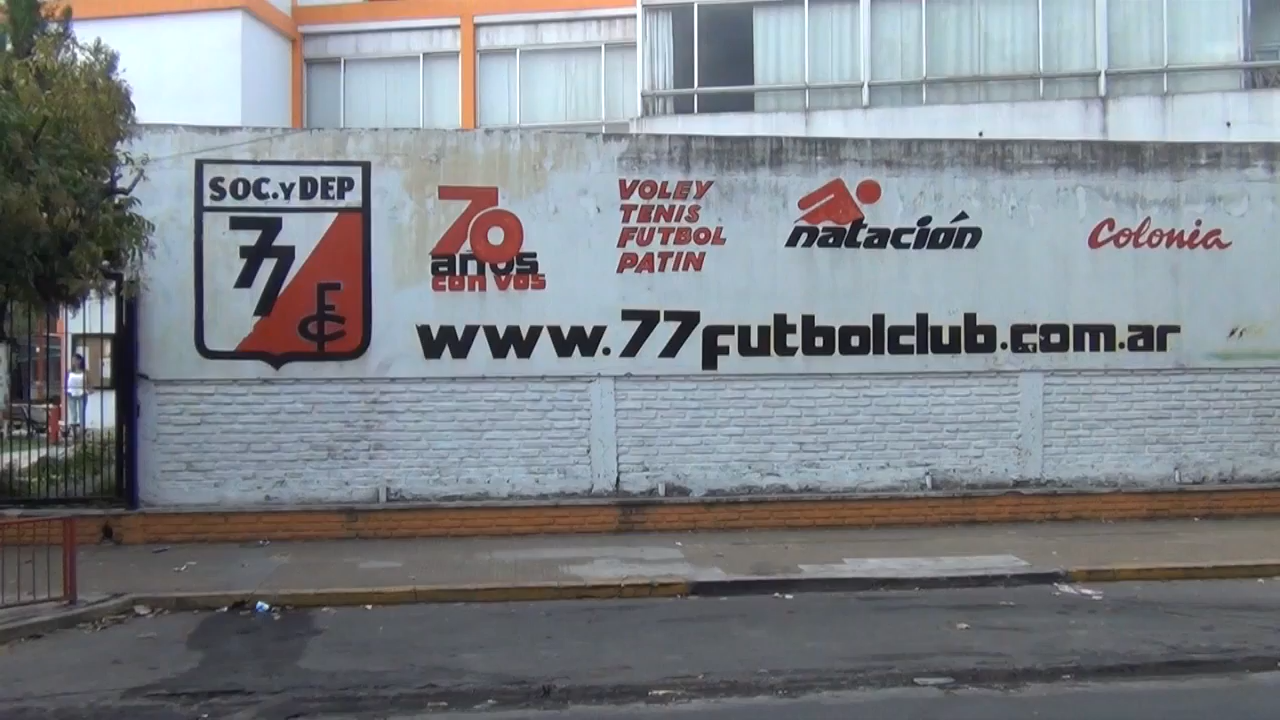 SOC.Y DEP
77
FC
70
años
con vos
VOLEY
TENIS
FUTBOL
PATIN
natación
Colonia
www.77futbolclub.com.ar